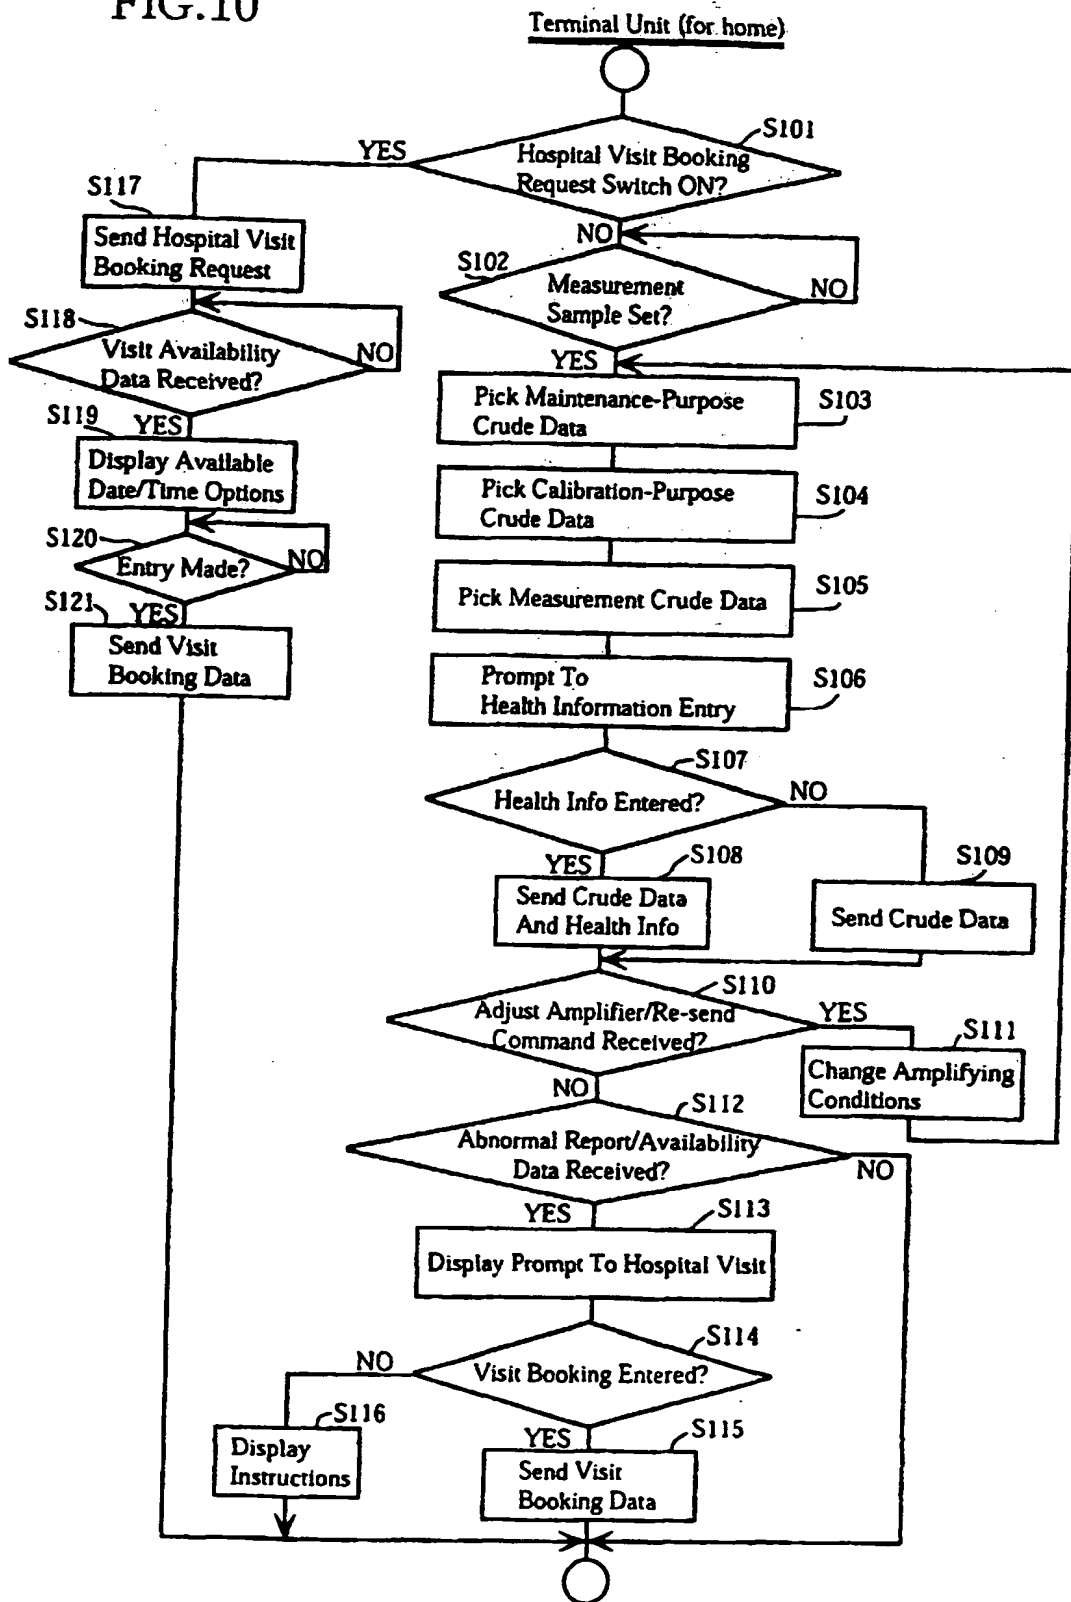 FIG.10
Terminal Unit (for home)
S101
YES
Hospital Visit Booking
Request Switch ON?
NO
S117
Send Hospital Visit
Booking Request
S102
Measurement
Sample Set?
NO
YES
S118
Visit Availability
Data Received?
NO
YES
S119
Display Available
Date/Time Options
S120
Entry Made?
NO
YES
S121
Send Visit
Booking Data
Pick Maintenance-Purpose
Crude Data
S103
Pick Calibration-Purpose
Crude Data
S104
Pick Measurement Crude Data
S105
Prompt To
Health Information Entry
S106
S107
Health Info Entered?
NO
YES
S108
Send Crude Data
And Health Info
S109
Send Crude Data
S110
Adjust Amplifier/Re-send
Command Received?
YES
S111
Change Amplifying
Conditions
NO
S112
Abnormal Report/Availability
Data Received?
NO
YES
S113
Display Prompt To Hospital Visit
S114
Visit Booking Entered?
NO
S116
Display
Instructions
YES
S115
Send Visit
Booking Data